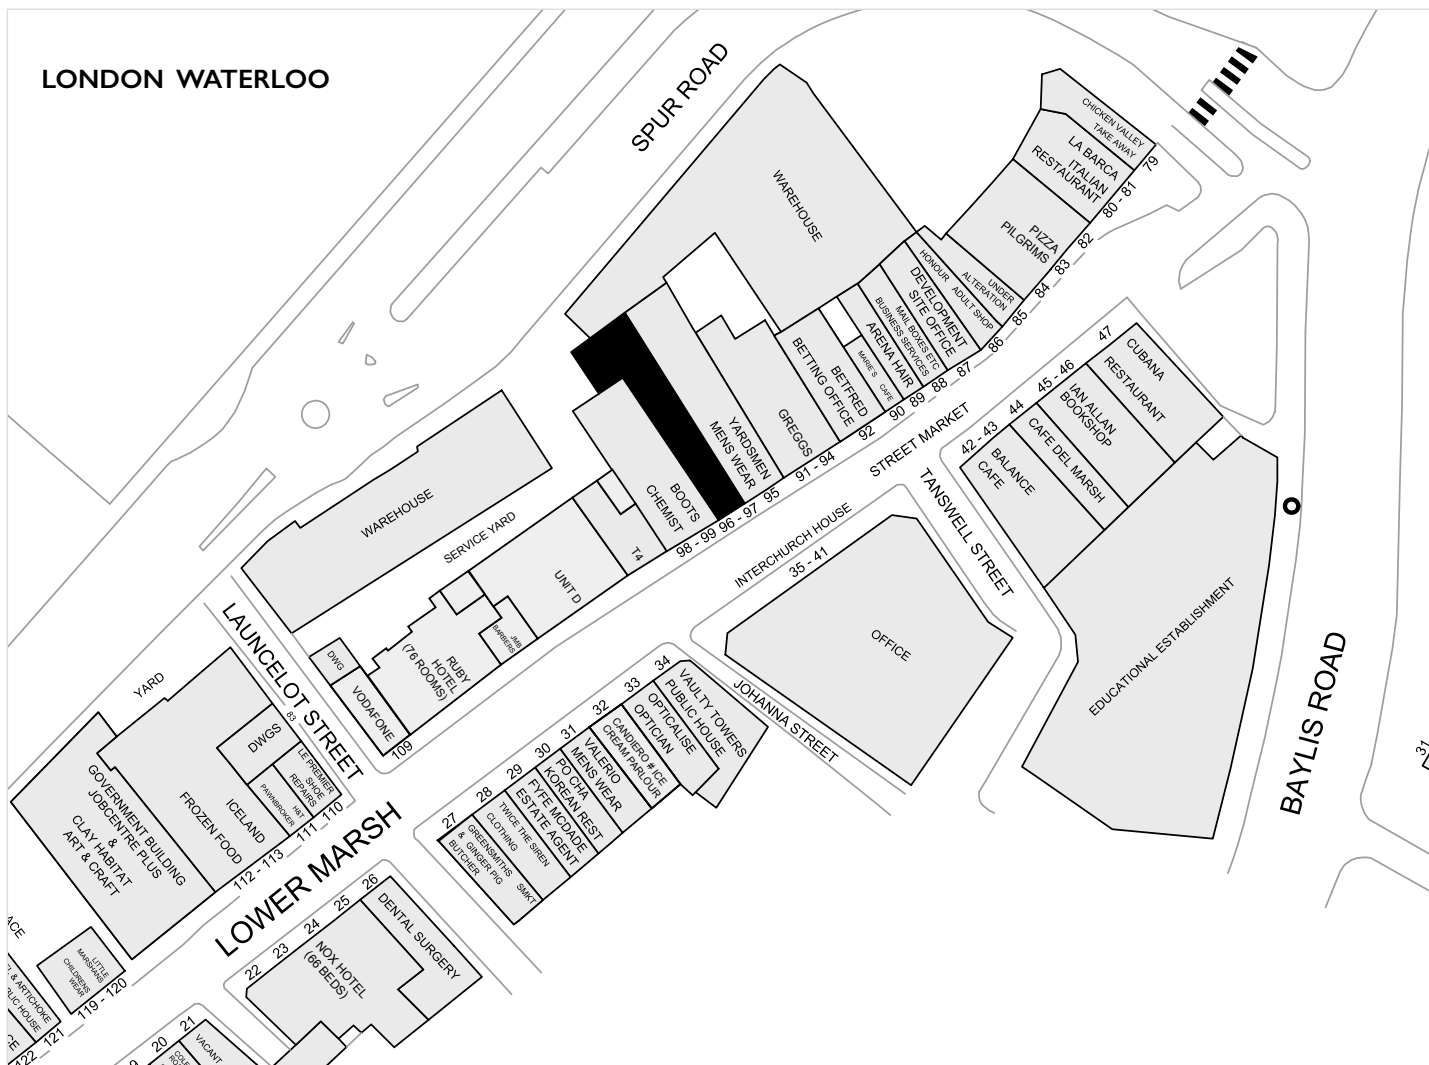 LONDON WATERLOO
SPUR ROAD
CHICKEN VALLEY
TAKE AWAY
79
LA BARCA
ITALIAN
RESTAURANT
80 - 81
WAREHOUSE
PIZZA
PILGRIMS
82
83
84
UNDER
ALTERATION
85
HONOUR ADULT SHOP
86
DEVELOPMENT
SITE OFFICE
87
MAIL BOXES ETC
BUSINESS SERVICES
88
ARENA HAIR
89
MARIE'S CAFE
90
BETFRED
BETTING OFFICE
92
GREGGS
91 - 94
YARDSMEN
MENS WEAR
95
96 - 97
BOOTS
CHEMIST
98 - 99
STREET MARKET
47
CUBANA
RESTAURANT
45 - 46
IAN ALLAN
BOOKSHOP
44
CAFE DEL MARSH
42 - 43
BALANCE
CAFE
TANSWELL STREET
INTERCHURCH HOUSE
35 - 41
OFFICE
EDUCATIONAL ESTABLISHMENT
BAYLIS ROAD
31
WAREHOUSE
SERVICE YARD
T4
UNIT D
JMB
BARBERS
RUBY
HOTEL
(76 ROOMS)
DWG
VODAFONE
109
LAUNCELOT STREET
83
YARD
DWGS
LE PREMIER
SHOE
REPAIRS
H&T
PAWNBROKER
110
111
ICELAND
FROZEN FOOD
112 - 113
GOVERNMENT BUILDING
JOBCENTRE PLUS
&
CLAY HABITAT
ART & CRAFT
LOWER MARSH
JOHANNA STREET
34
VAULTY TOWERS
PUBLIC HOUSE
33
OPTICALISE
OPTICIAN
32
CANDIERO # ICE
CREAM PARLOUR
31
VALERIO
MENS WEAR
30
PO CHA
KOREAN REST
29
FYFE MCDADE
ESTATE AGENT
28
TWICE THE SIREN
CLOTHING
27
GREENSMITHS SMKT
& GINGER PIG
BUTCHER
26
DENTAL SURGERY
25
24
23
22
NOX HOTEL
(66 BEDS)
21
VACANT
20
LITTLE
MARSHANS
CHILDRENS
WEAR
119 - 120
ACE
& ARTICHOKE
BLIC HOUSE
121
122